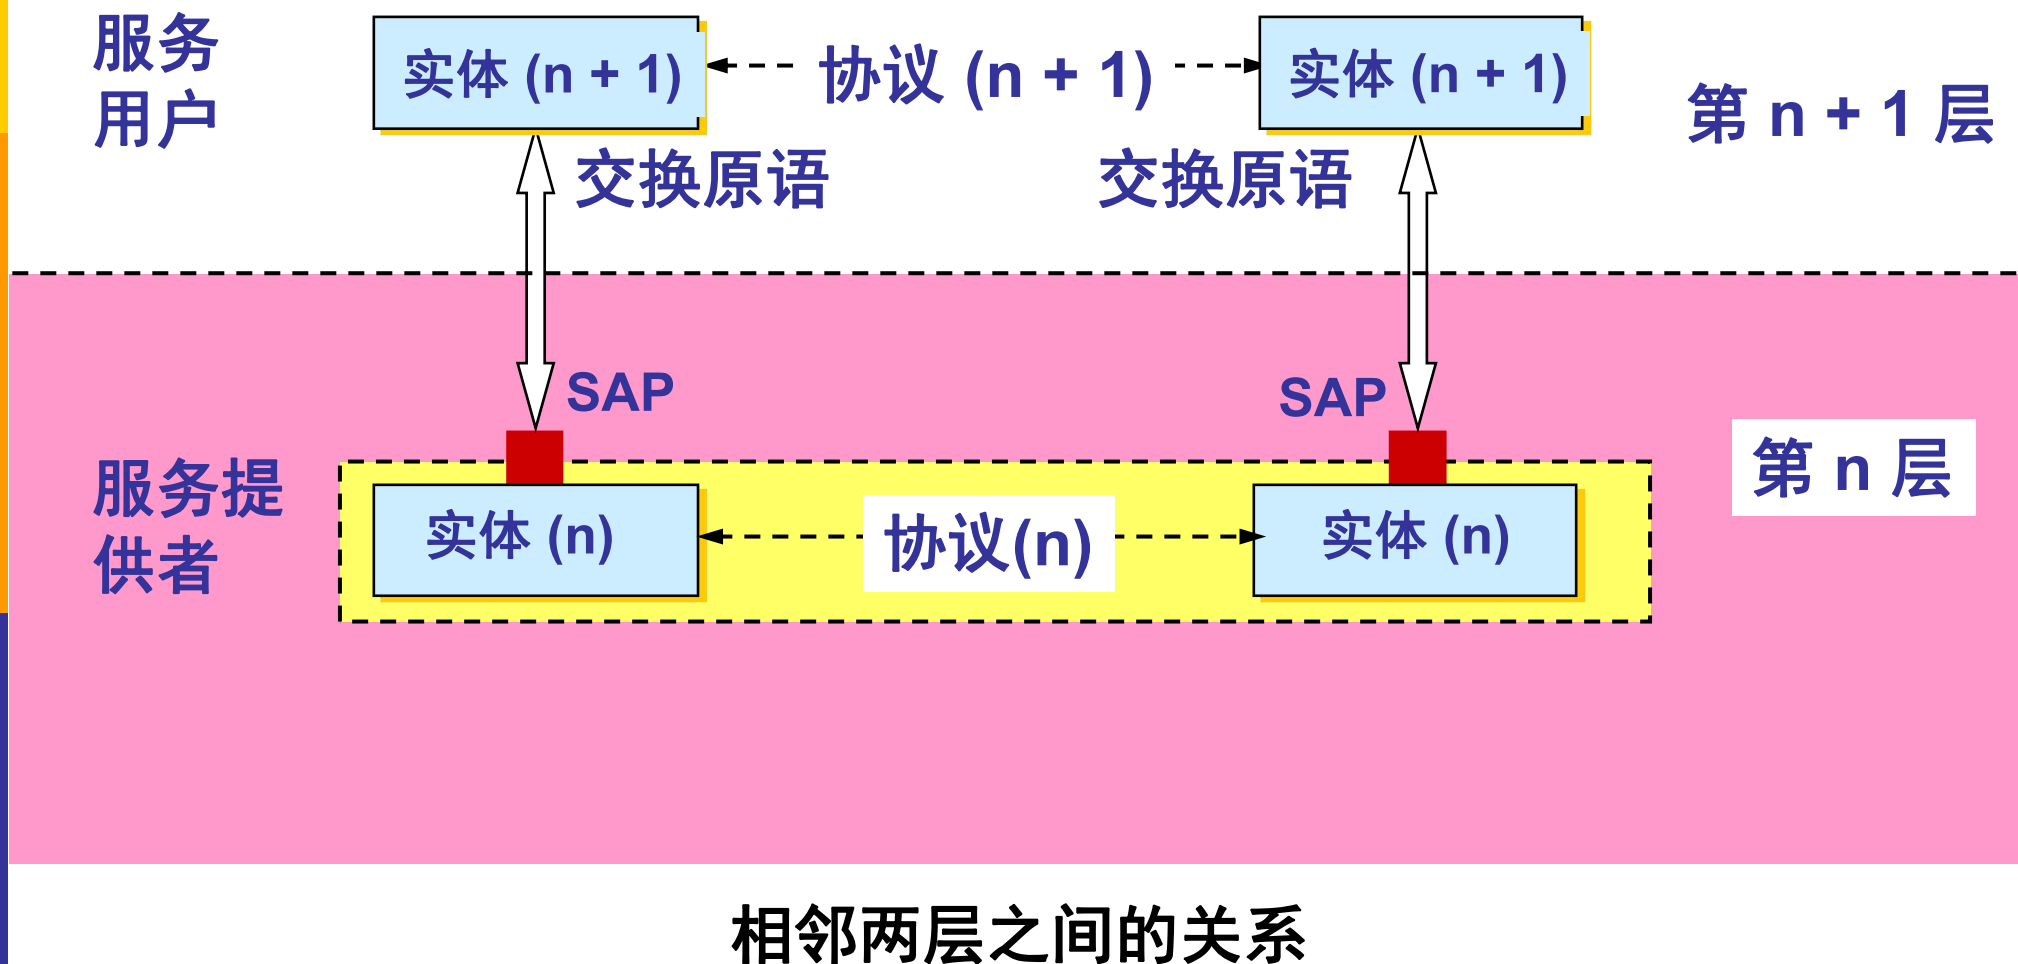 服务
用户
实体 (n + 1)
协议 (n + 1)
实体 (n + 1)
第 n + 1 层
交换原语
交换原语
SAP
SAP
服务提
供者
实体 (n)
协议(n)
实体 (n)
第 n 层
相邻两层之间的关系